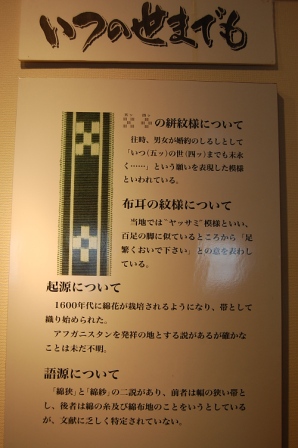 いつの世までも
の絣紋様について
往時、男女が婚約のしるしとして
「いつ(五ッ)の世(四ッ)までも末永
く……」という願いを表現した模様
といわれている。
布耳の紋様について
当地では“ヤッサミ”模様といい、
百足の脚に似ているところから「足
繁くおいで下さい」との意を表わし
ている。
起源について
1600年代に綿花が栽培されるようになり、帯として
織り始められた。
アフガニスタンを発祥の地とする説があるが確かな
ことは未だ不明。
語源について
「綿狭」と「綿紗」の二説があり、前者は幅の狭い帯と
し、後者は綿の糸及び綿布地のことをいうとしている
が、文献に乏しく特定されていない。